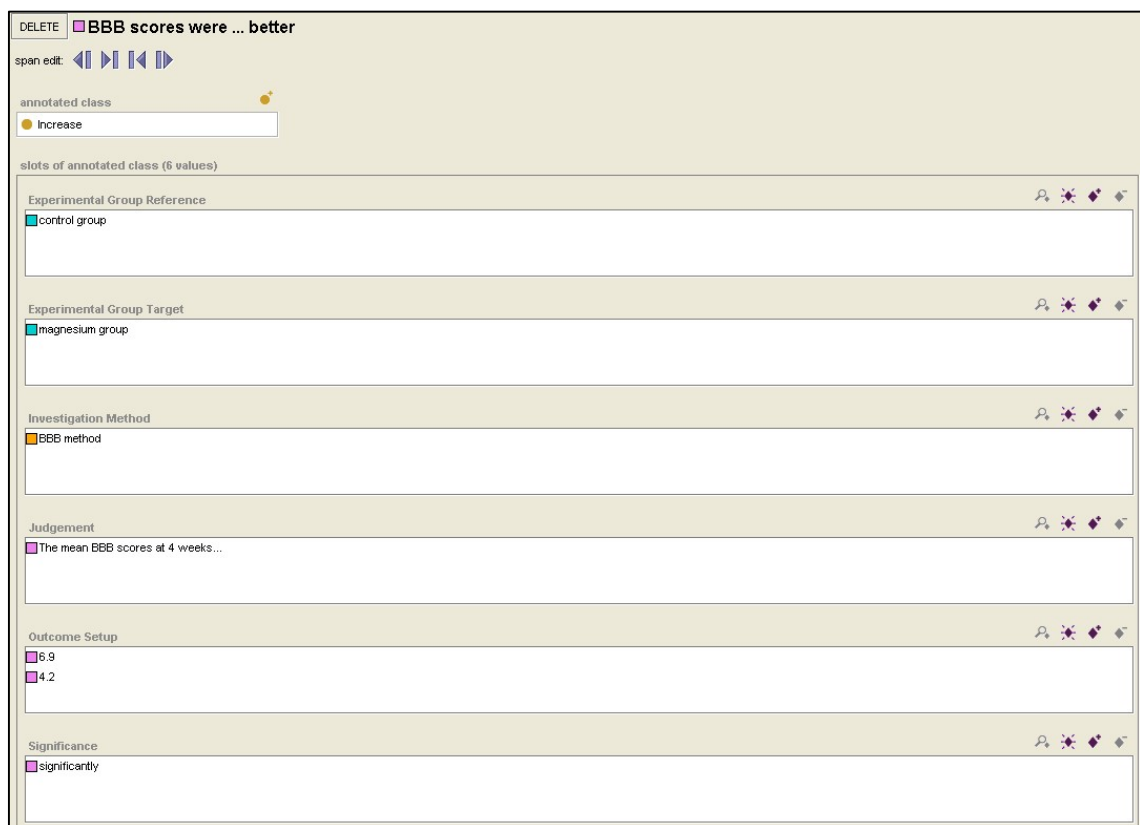 DELETE BBB scores were ... better
span edit:
annotated class
Increase
slots of annotated class (6 values)
Experimental Group Reference
control group
Experimental Group Target
magnesium group
Investigation Method
BBB method
Judgement
The mean BBB scores at 4 weeks...
Outcome Setup
6.9
4.2
Significance
significantly